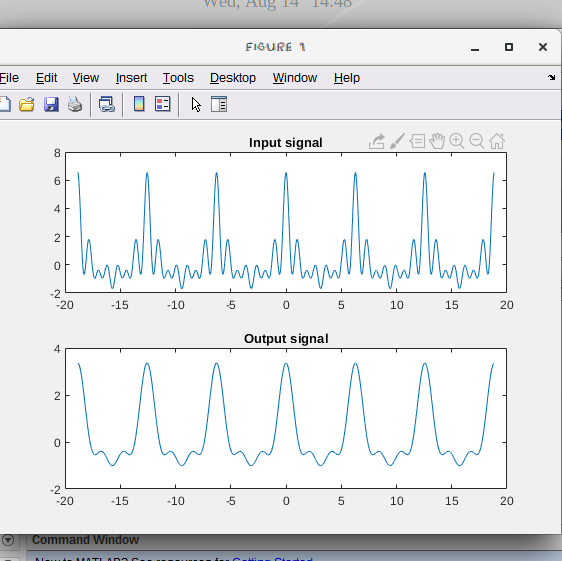 Wed, Aug 14 14:48
FIGURE 1
File Edit View Insert Tools Desktop Window Help
Input signal
8
6
4
2
0
-2
-20 -15 -10 -5 0 5 10 15 20
Output signal
4
2
0
-2
-20 -15 -10 -5 0 5 10 15 20
Command Window
New to MATLAB? See resources for Getting Started